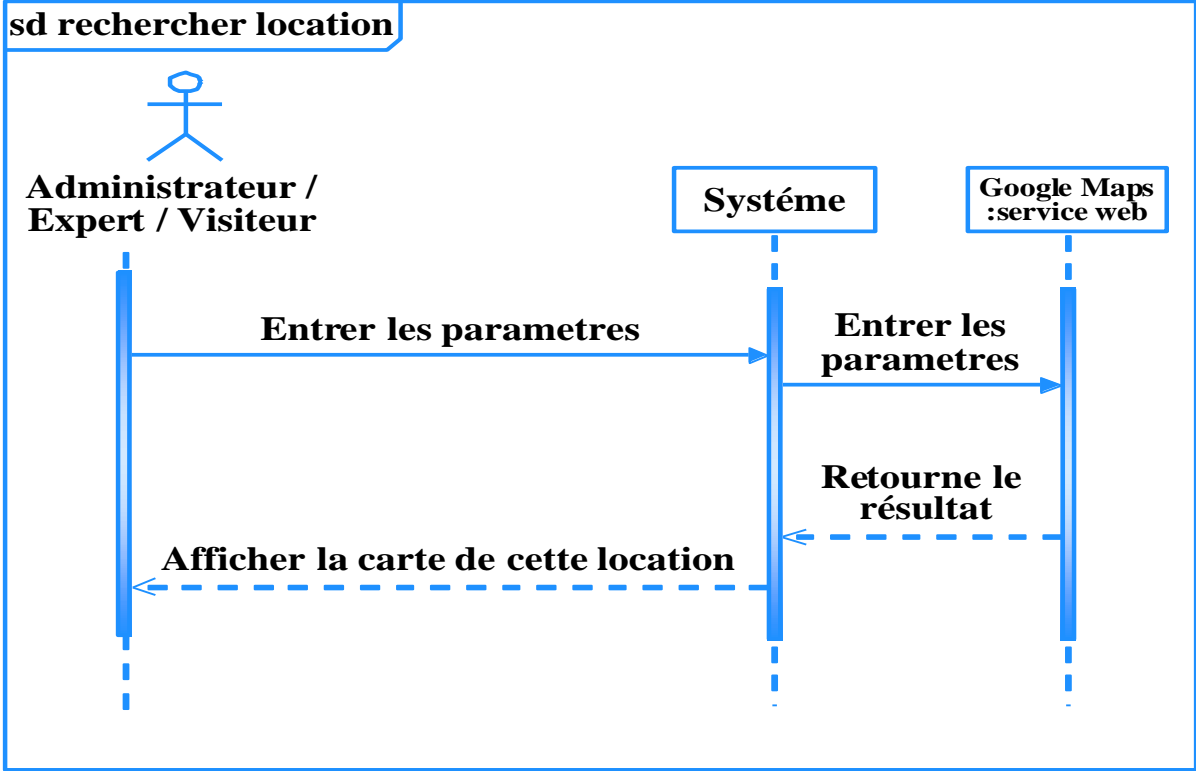 sd rechercher location
Administrateur /
Expert / Visiteur
Systéme
Google Maps
:service web
Entrer les parametres
Entrer les
parametres
Retourne le
résultat
Afficher la carte de cette location